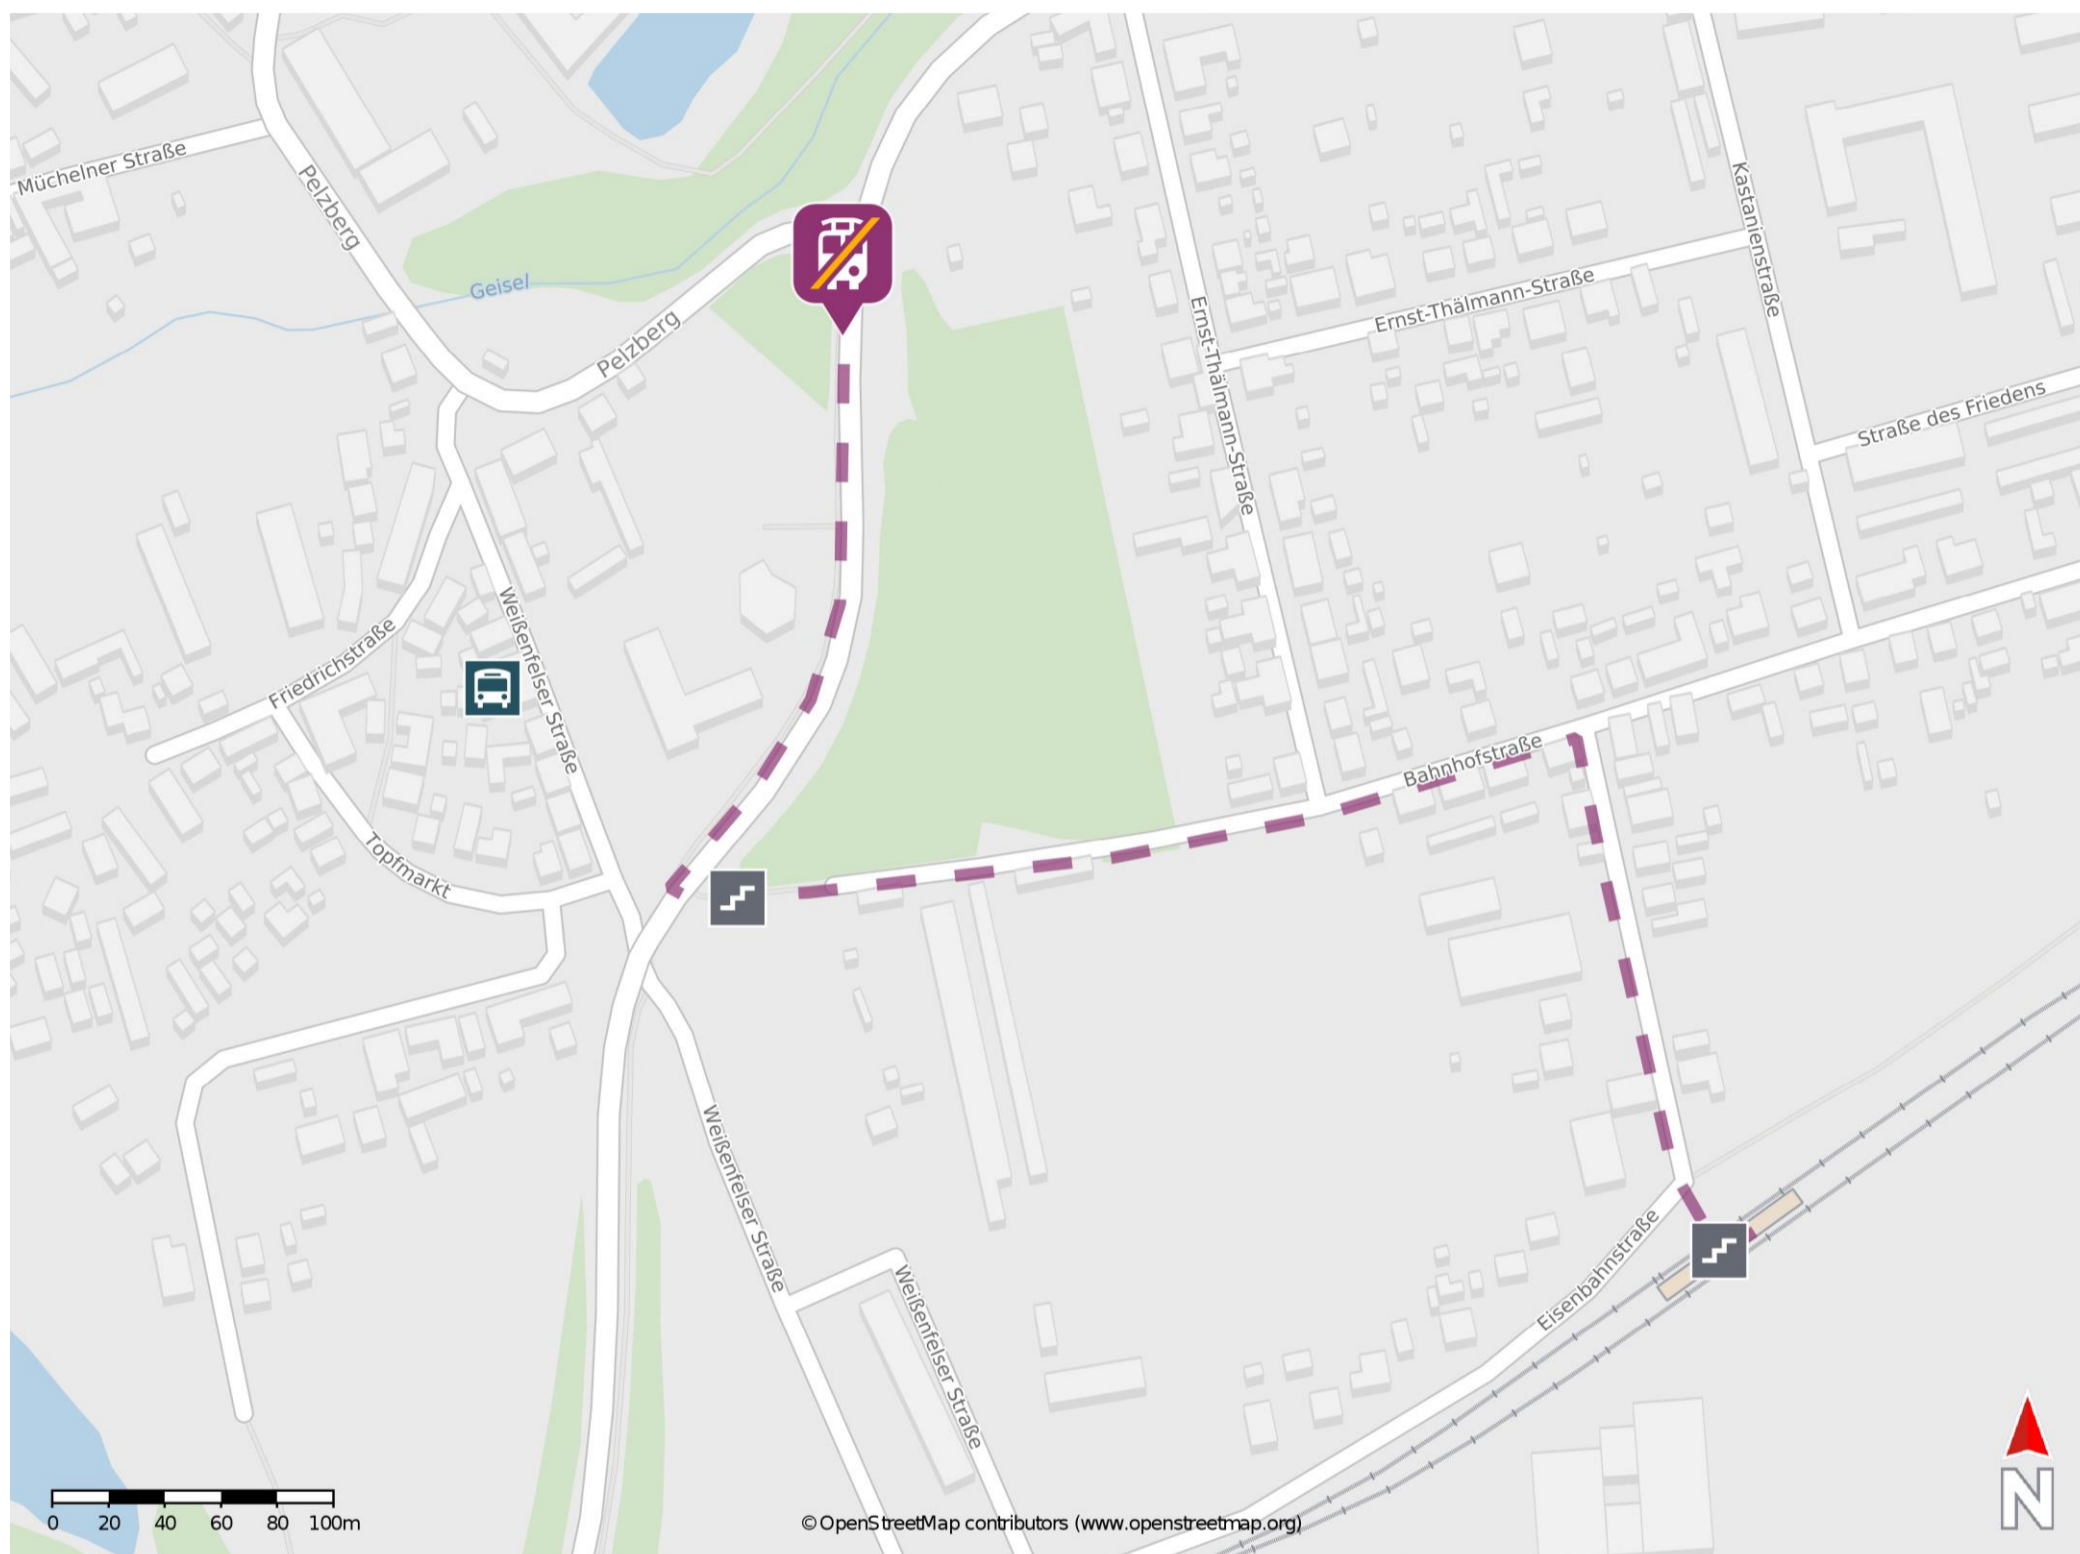 Müchelner Straße
Pelzberg
Kastanienstraße
Geisel
Pelzberg
Ernst-Thälmann-Straße
Ernst-Thälmann-Straße
Straße des Friedens
Weißenfelser Straße
Friedrichstraße
Bahnhofstraße
Topfmarkt
Weißenfelser Straße
Eisenbahnstraße
Weißenfelser Straße
0 20 40 60 80 100m
© OpenStreetMap contributors (www.openstreetmap.org)
N